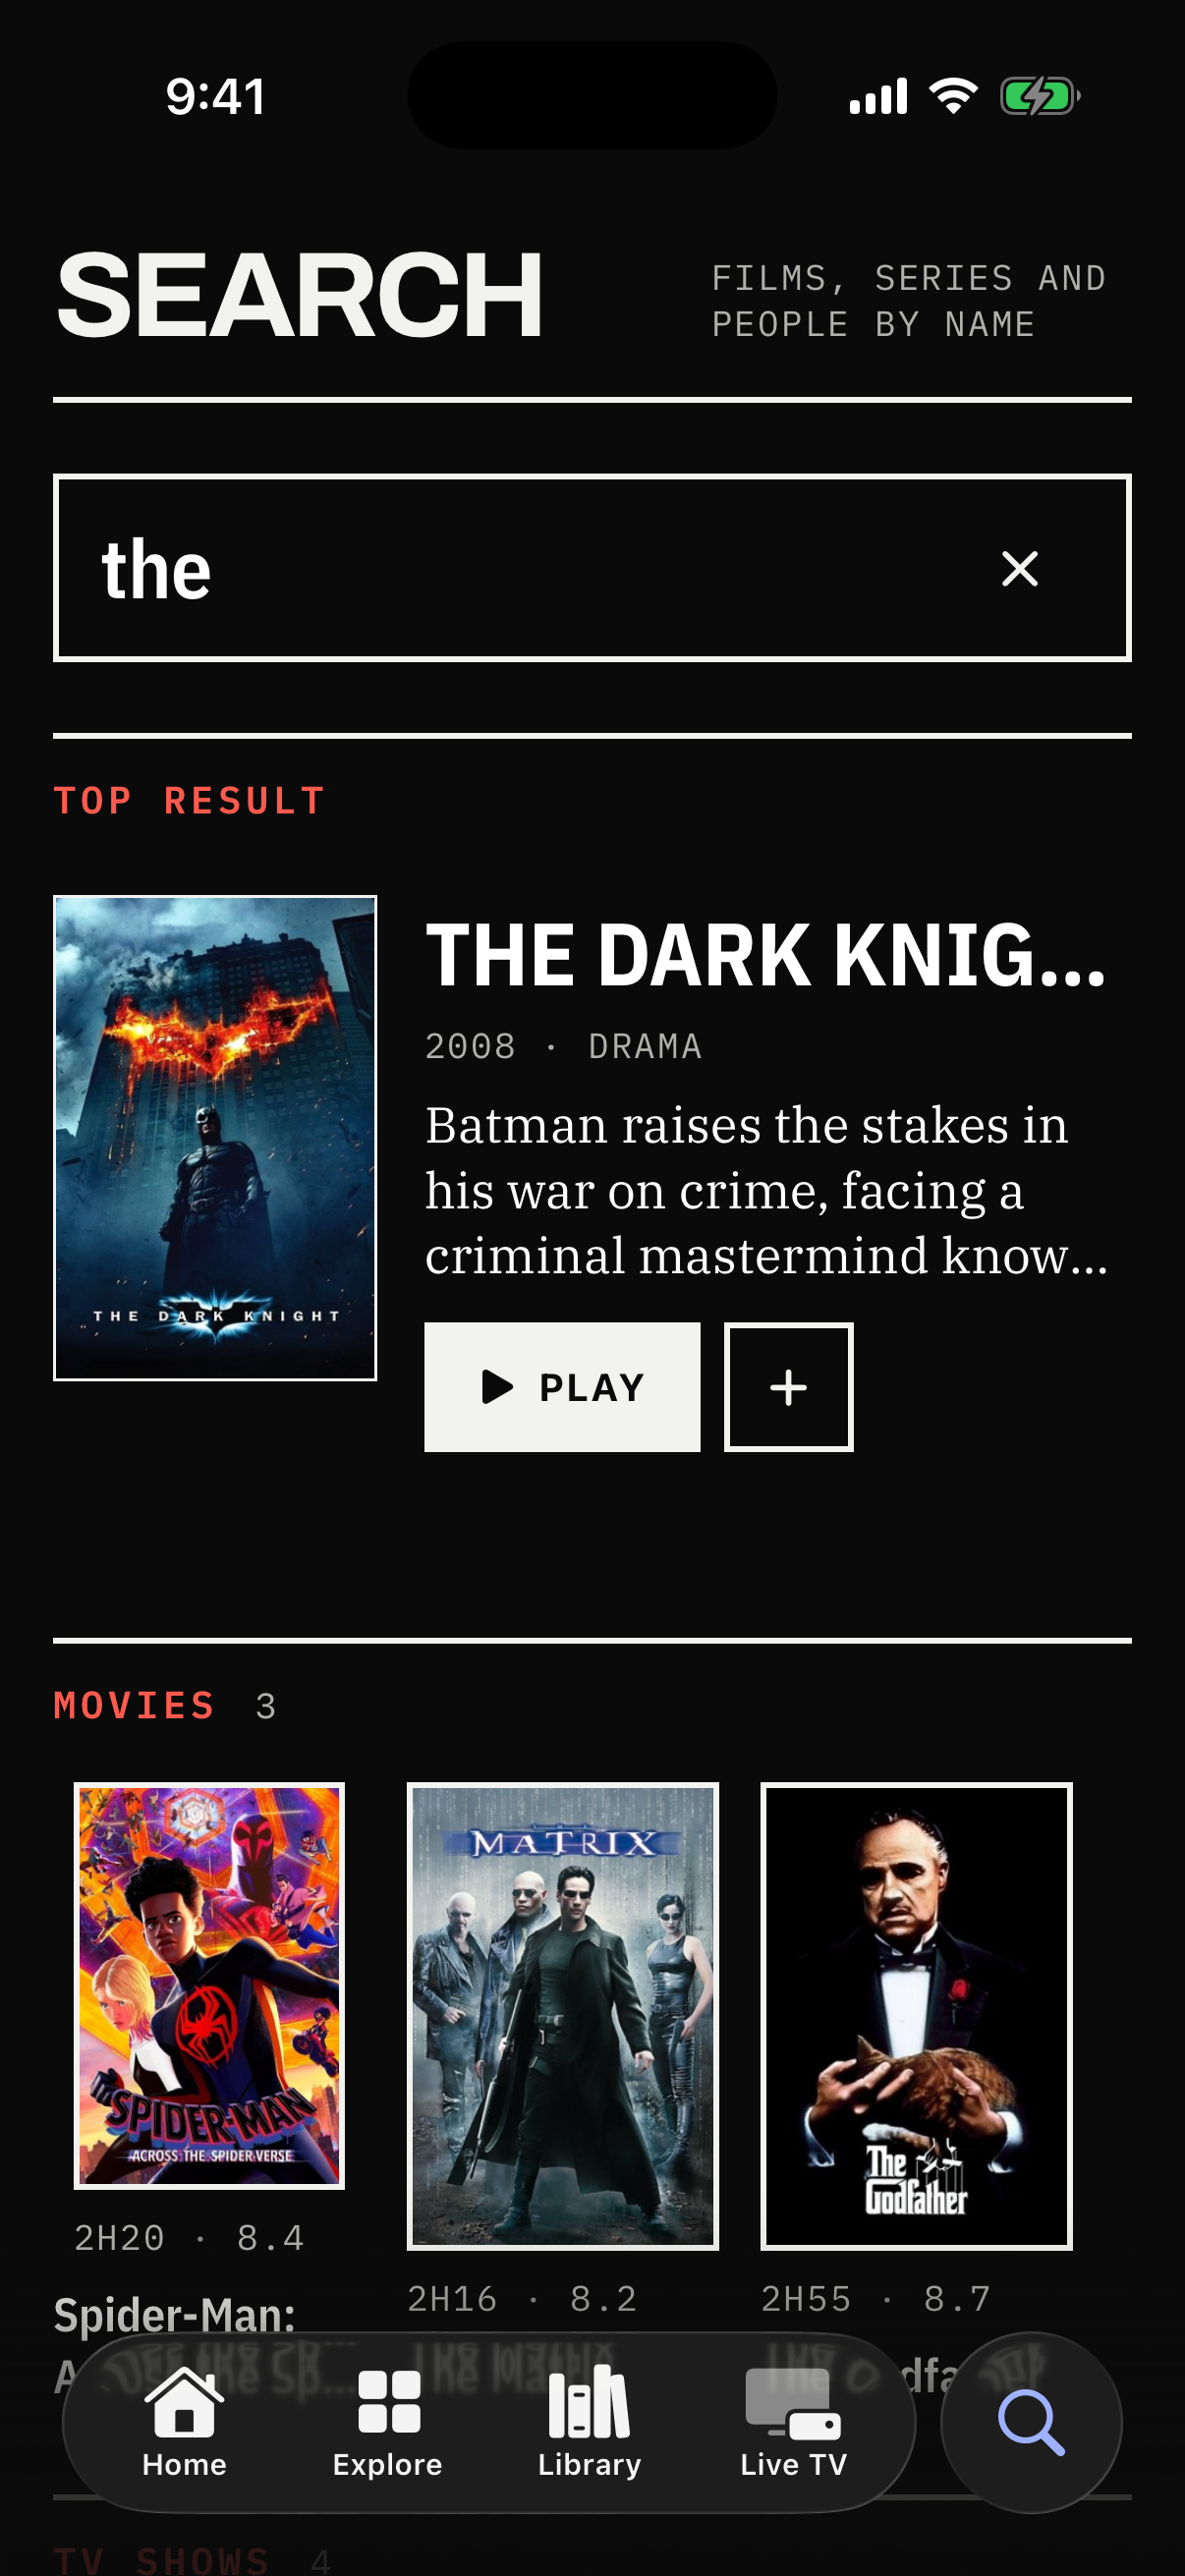 9:41
SEARCH
FILMS, SERIES AND
PEOPLE BY NAME
the
TOP RESULT
THE DARK KNIGHT
THE DARK KNIG...
2008 · DRAMA
Batman raises the stakes in
his war on crime, facing a
criminal mastermind know...
PLAY
MOVIES 3
SPIDER-MAN
ACROSS THE SPIDER-VERSE
MATRIX
The
Godfather
2H20 · 8.4
2H16 · 8.2
2H55 · 8.7
Spider-Man:
Home
Explore
Library
Live TV
TV SHOWS 4